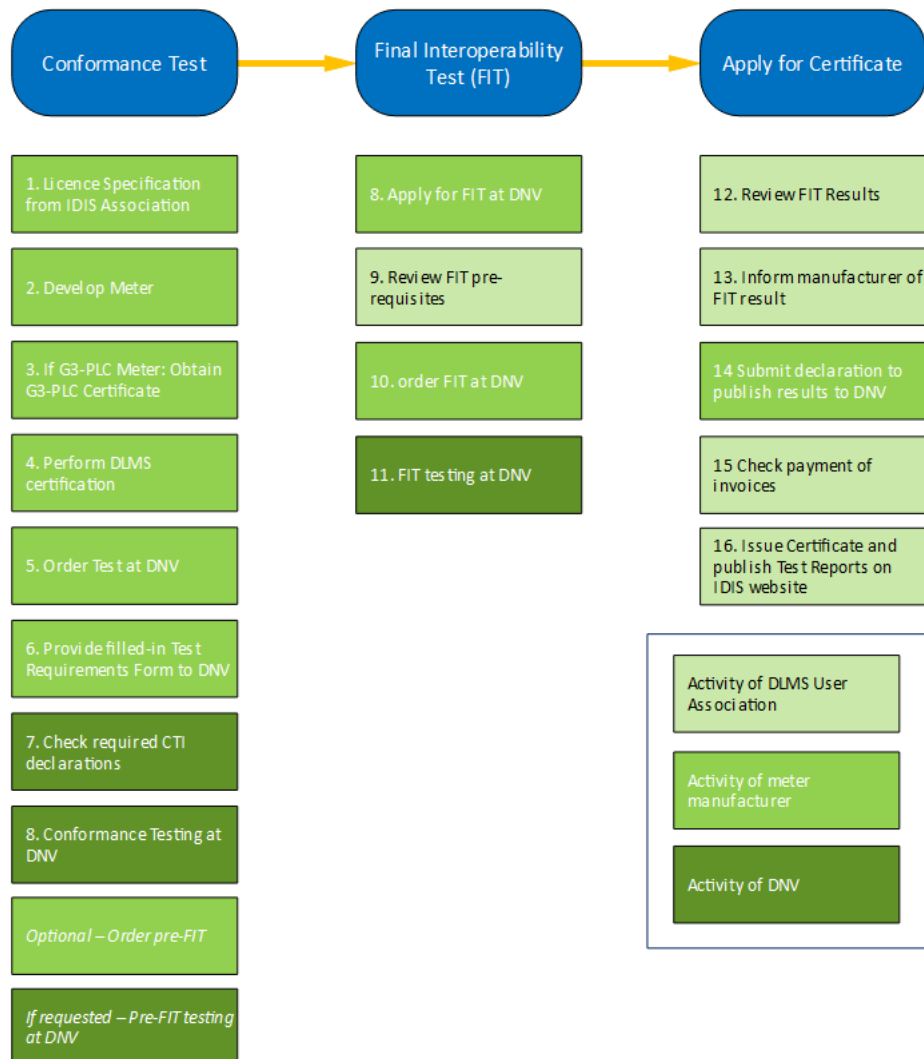 Conformance Test
Final Interoperability
Test (FIT)
Apply for Certificate
1. Licence Specification
from IDIS Association
2. Develop Meter
3. If G3-PLC Meter: Obtain
G3-PLC Certificate
4. Perform DLMS
certification
5. Order Test at DNV
6. Provide filled-in Test
Requirements Form to DNV
7. Check required CTI
declarations
8. Conformance Testing at
DNV
Optional – Order pre-FIT
If requested – Pre-FIT testing
at DNV
8. Apply for FIT at DNV
9. Review FIT pre-
requisites
10. order FIT at DNV
11. FIT testing at DNV
12. Review FIT Results
13. Inform manufacturer of
FIT result
14 Submit declaration to
publish results to DNV
15 Check payment of
invoices
16. Issue Certificate and
publish Test Reports on
IDIS website
Activity of DLMS User
Association
Activity of meter
manufacturer
Activity of DNV